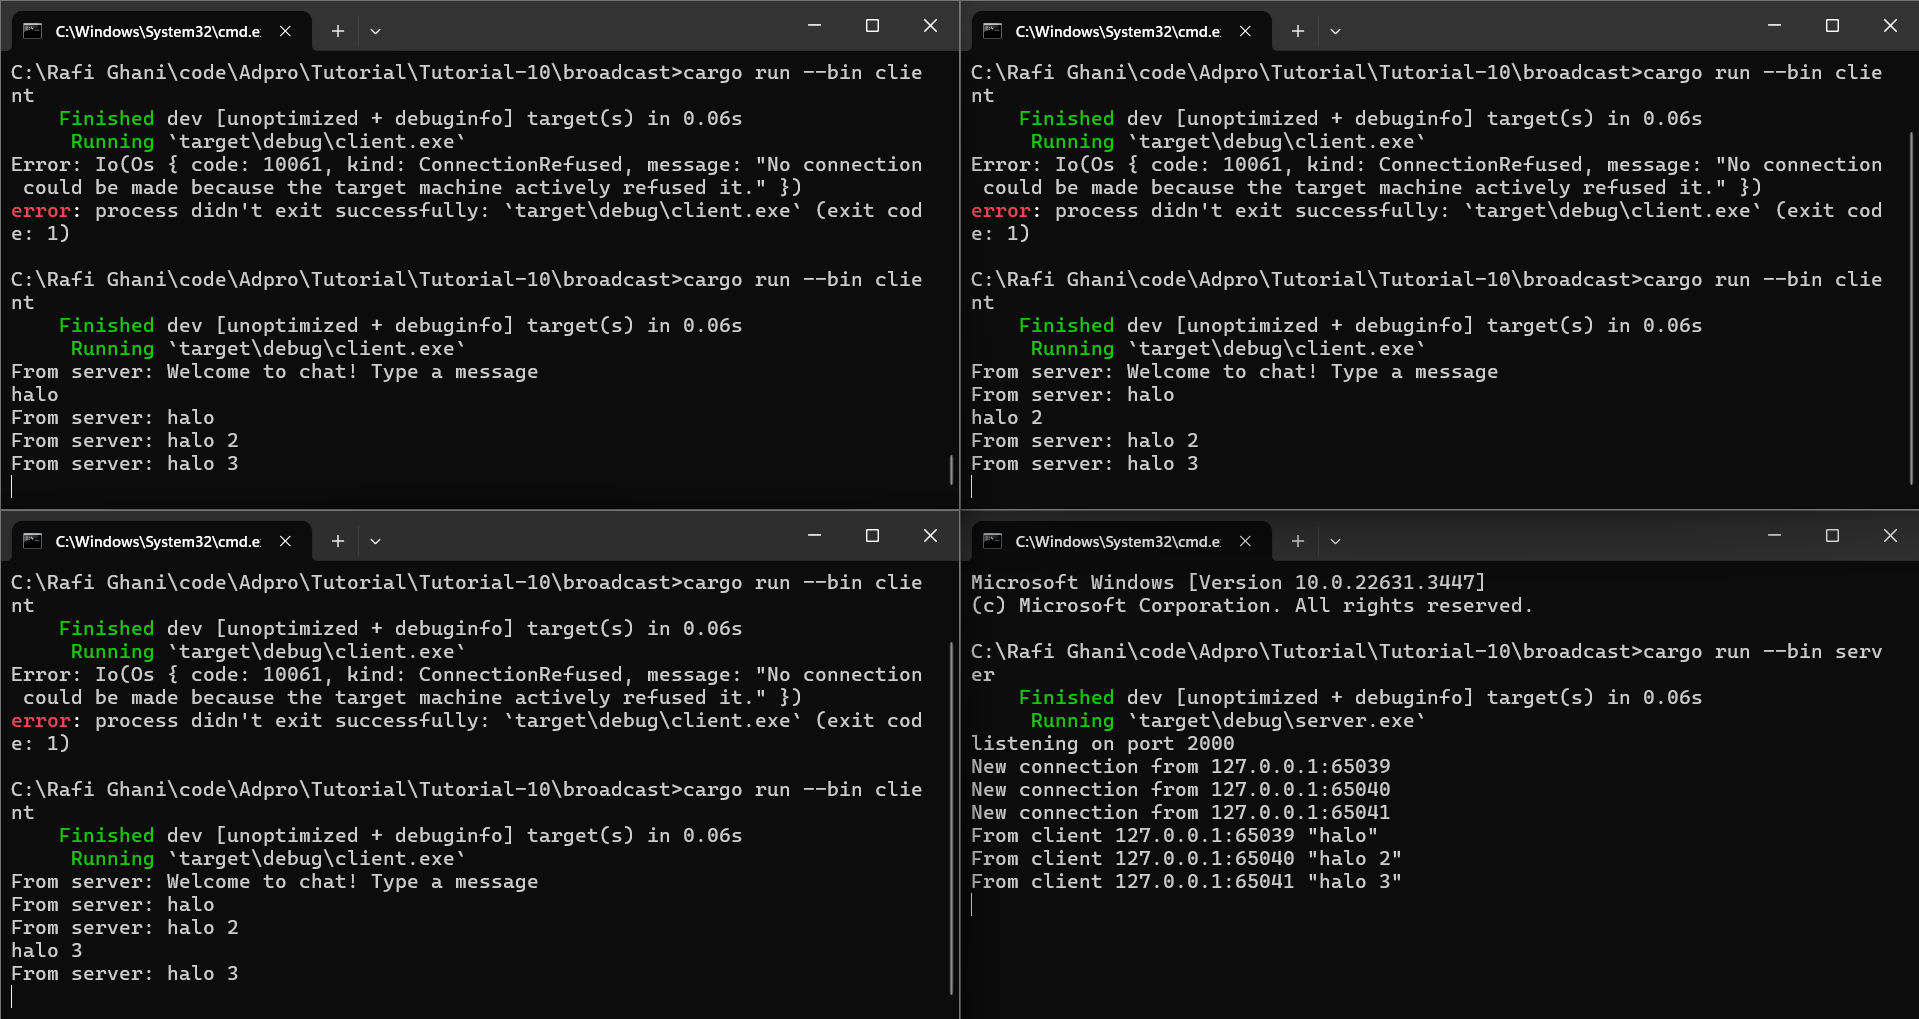 C:\Windows\System32\cmd.e
C:\Rafi Ghani\code\Adpro\Tutorial\Tutorial-10\broadcast>cargo run --bin clie
nt
    Finished dev [unoptimized + debuginfo] target(s) in 0.06s
     Running `target\debug\client.exe`
Error: Io(Os { code: 10061, kind: ConnectionRefused, message: "No connection
 could be made because the target machine actively refused it." })
error: process didn't exit successfully: `target\debug\client.exe` (exit cod
e: 1)
C:\Rafi Ghani\code\Adpro\Tutorial\Tutorial-10\broadcast>cargo run --bin clie
nt
    Finished dev [unoptimized + debuginfo] target(s) in 0.06s
     Running `target\debug\client.exe`
From server: Welcome to chat! Type a message
halo
From server: halo
From server: halo 2
From server: halo 3
C:\Windows\System32\cmd.e
C:\Rafi Ghani\code\Adpro\Tutorial\Tutorial-10\broadcast>cargo run --bin clie
nt
    Finished dev [unoptimized + debuginfo] target(s) in 0.06s
     Running `target\debug\client.exe`
Error: Io(Os { code: 10061, kind: ConnectionRefused, message: "No connection
 could be made because the target machine actively refused it." })
error: process didn't exit successfully: `target\debug\client.exe` (exit cod
e: 1)
C:\Rafi Ghani\code\Adpro\Tutorial\Tutorial-10\broadcast>cargo run --bin clie
nt
    Finished dev [unoptimized + debuginfo] target(s) in 0.06s
     Running `target\debug\client.exe`
From server: Welcome to chat! Type a message
From server: halo
halo 2
From server: halo 2
From server: halo 3
C:\Windows\System32\cmd.e
C:\Rafi Ghani\code\Adpro\Tutorial\Tutorial-10\broadcast>cargo run --bin clie
nt
    Finished dev [unoptimized + debuginfo] target(s) in 0.06s
     Running `target\debug\client.exe`
Error: Io(Os { code: 10061, kind: ConnectionRefused, message: "No connection
 could be made because the target machine actively refused it." })
error: process didn't exit successfully: `target\debug\client.exe` (exit cod
e: 1)
C:\Rafi Ghani\code\Adpro\Tutorial\Tutorial-10\broadcast>cargo run --bin clie
nt
    Finished dev [unoptimized + debuginfo] target(s) in 0.06s
     Running `target\debug\client.exe`
From server: Welcome to chat! Type a message
From server: halo
From server: halo 2
halo 3
From server: halo 3
C:\Windows\System32\cmd.e
Microsoft Windows [Version 10.0.22631.3447]
(c) Microsoft Corporation. All rights reserved.
C:\Rafi Ghani\code\Adpro\Tutorial\Tutorial-10\broadcast>cargo run --bin serv
er
    Finished dev [unoptimized + debuginfo] target(s) in 0.06s
     Running `target\debug\server.exe`
listening on port 2000
New connection from 127.0.0.1:65039
New connection from 127.0.0.1:65040
New connection from 127.0.0.1:65041
From client 127.0.0.1:65039 "halo"
From client 127.0.0.1:65040 "halo 2"
From client 127.0.0.1:65041 "halo 3"